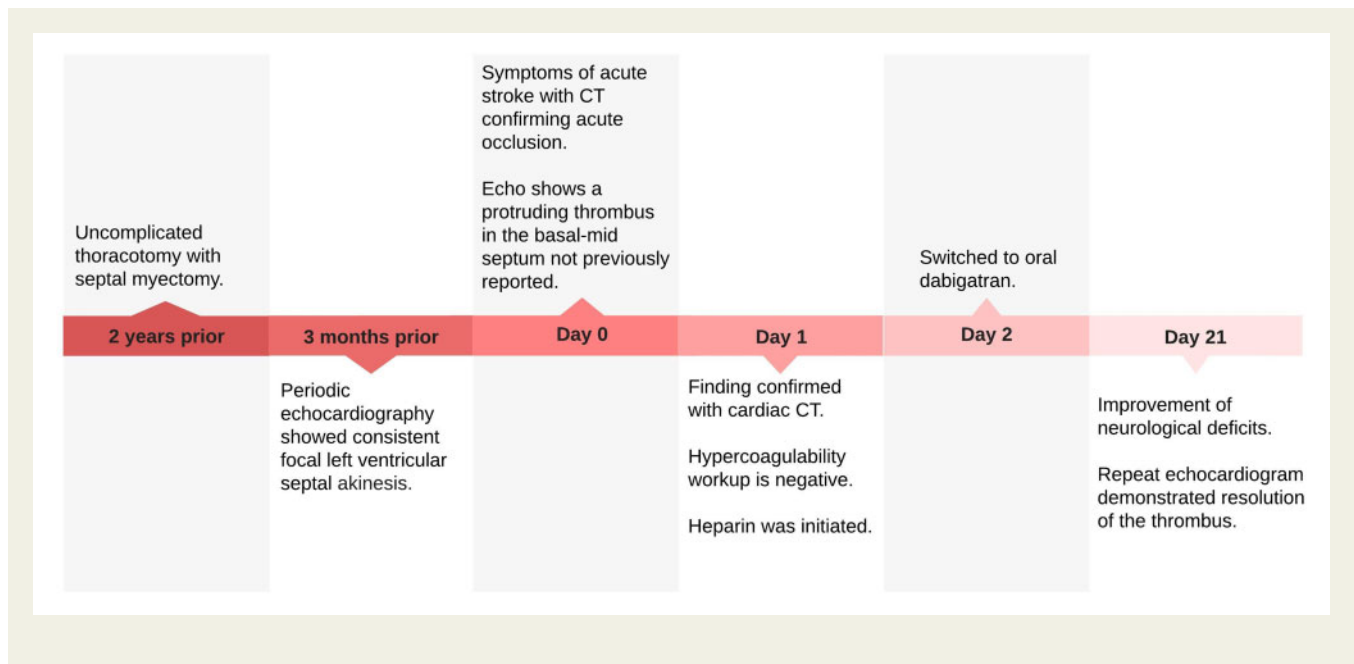 Uncomplicated
thoracotomy with
septal myectomy.
2 years prior
3 months prior
Periodic
echocardiography
showed consistent
focal left ventricular
septal akinesis.
Symptoms of acute
stroke with CT
confirming acute
occlusion.
Echo shows a
protruding thrombus
in the basal-mid
septum not previously
reported.
Day 0
Day 1
Finding confirmed
with cardiac CT.
Hypercoagulability
workup is negative.
Heparin was initiated.
Switched to oral
dabigatran.
Day 2
Day 21
Improvement of
neurological deficits.
Repeat echocardiogram
demonstrated resolution
of the thrombus.